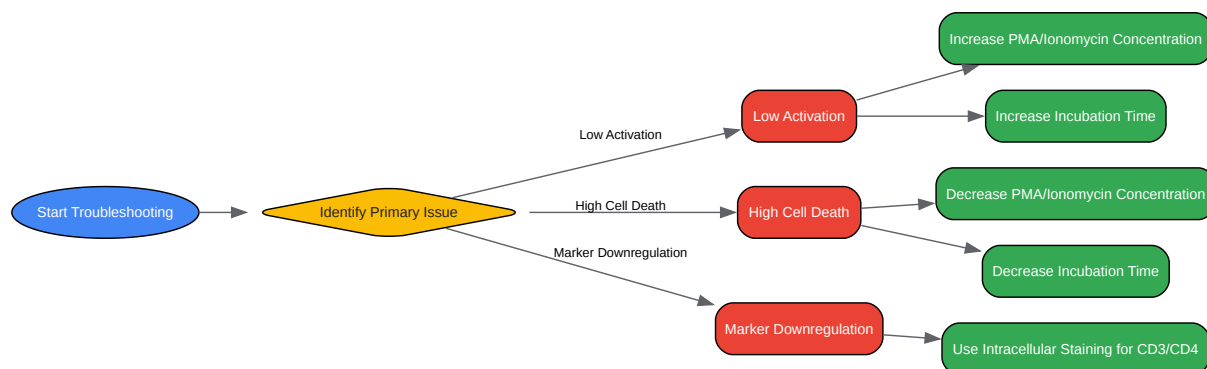 Start Troubleshooting
Identify Primary Issue
Low Activation
High Cell Death
Marker Downregulation
Low Activation
High Cell Death
Marker Downregulation
Increase PMA/Ionomycin Concentration
Increase Incubation Time
Decrease PMA/Ionomycin Concentration
Decrease Incubation Time
Use Intracellular Staining for CD3/CD4